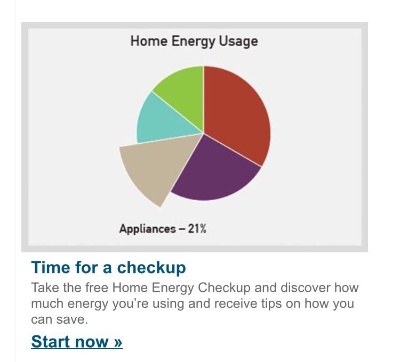 Home Energy Usage
Appliances – 21%
Time for a checkup
Take the free Home Energy Checkup and discover how
much energy you’re using and receive tips on how you
can save.
Start now »